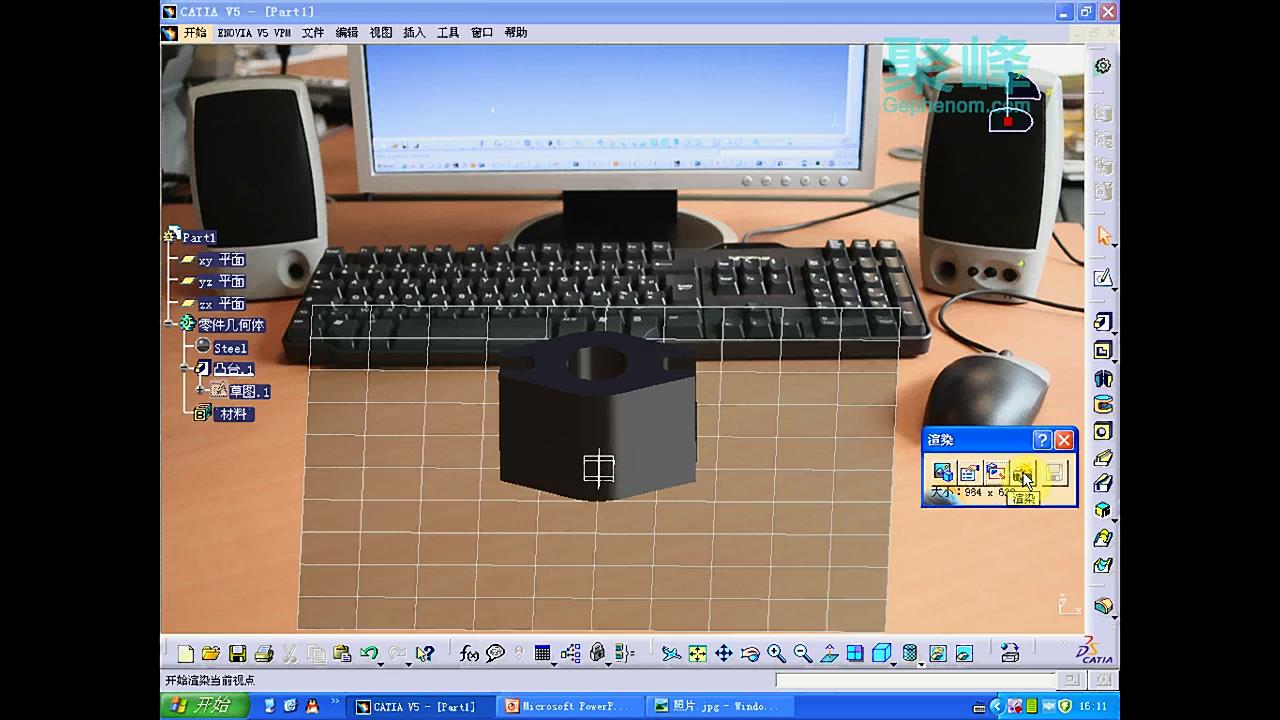 CATIA V5 - [Part1]
开始 ENOVIA V5 VPM 文件 编辑 视图 插入 工具 窗口 帮助
聚峰
Gephenom.com
Part1
xy 平面
yz 平面
zx 平面
零件几何体
Steel
凸台.1
草图.1
材料
渲染
大小：984 x 62
渲染
f(x)
CATIA
开始渲染当前视点
开始
CATIA V5 - [Part1]
Microsoft PowerP...
照片.jpg - Windo...
16:11